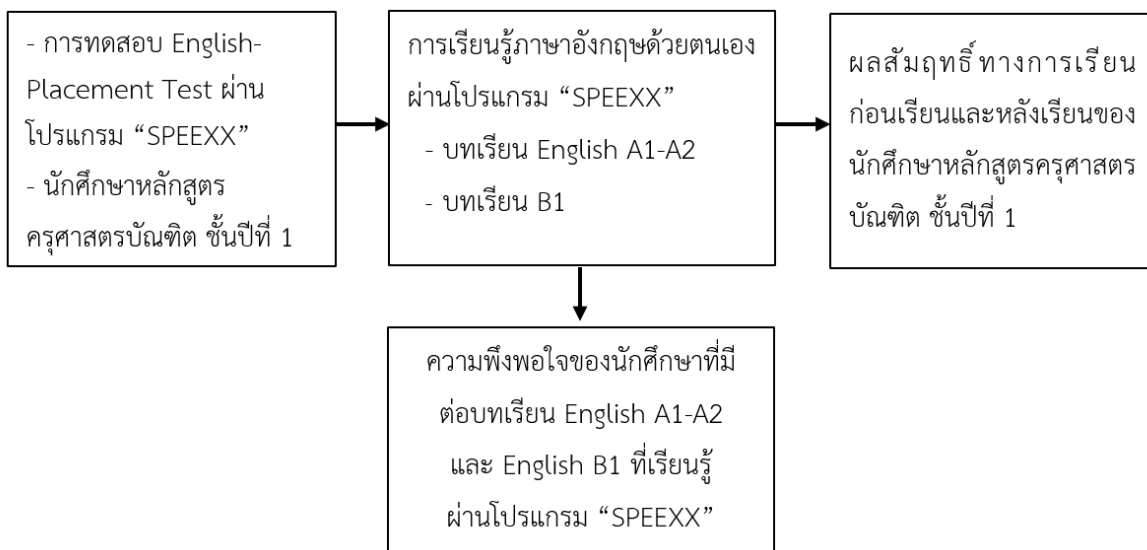 - การทดสอบ English-
Placement Test ผ่าน
โปรแกรม “SPEEXX”
- นักศึกษาหลักสูตร
ครุศาสตรบัณฑิต ชั้นปีที่ 1
การเรียนรู้ภาษาอังกฤษด้วยตนเอง
ผ่านโปรแกรม “SPEEXX”
- บทเรียน English A1-A2
- บทเรียน B1
ผลสัมฤทธิ์ทางการเรียน
ก่อนเรียนและหลังเรียนของ
นักศึกษาหลักสูตรครุศาสตร
บัณฑิต ชั้นปีที่ 1
ความพึงพอใจของนักศึกษาที่มี
ต่อบทเรียน English A1-A2
และ English B1 ที่เรียนรู้
ผ่านโปรแกรม “SPEEXX”